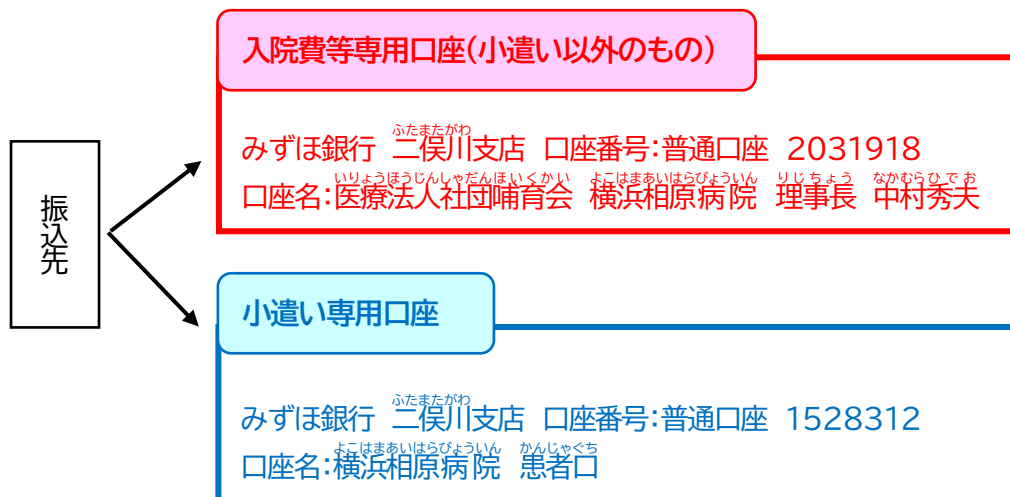 入院費等専用口座(小遣い以外のもの)
ふたまたがわ
みずほ銀行 二俣川支店 口座番号:普通口座 2031918
いりょうほうじんしゃだんほいくかい よこはまあいはらびょういん りじちょう なかむらひでお
口座名:医療法人社団哺育会 横浜相原病院 理事長 中村秀夫
振込先
小遣い専用口座
ふたまたがわ
みずほ銀行 二俣川支店 口座番号:普通口座 1528312
よこはまあいはらびょういん かんじゃぐち
口座名:横浜相原病院 患者口